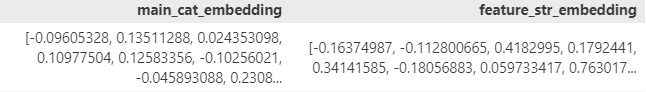 main_cat_embedding feature_str_embedding
[-0.09605328, 0.13511288, 0.024353098,
0.10977504, 0.12583356, -0.10256021,
-0.045893088, 0.2308...
[-0.16374987, -0.112800665, 0.4182995, 0.1792441,
0.34141585, -0.18056883, 0.059733417, 0.763017...